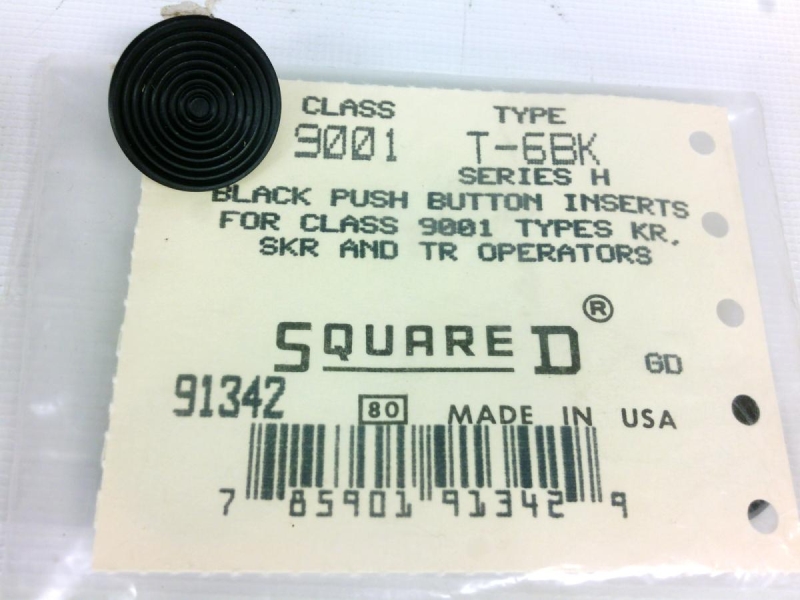 CLASS TYPE
9001 T-6BK
SERIES H
BLACK PUSH BUTTON INSERTS
FOR CLASS 9001 TYPES KR,
SKR AND TR OPERATORS
SQUARE D ®
GD
91342
80 MADE IN USA
7 85901 91342 9